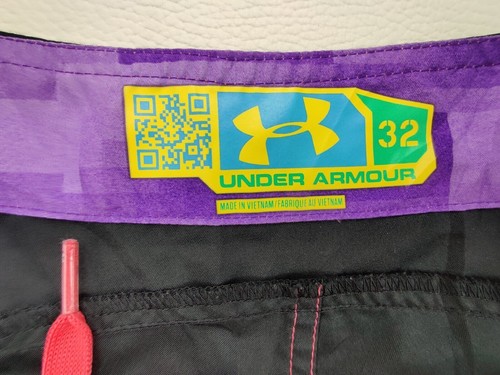 32
UNDER ARMOUR
MADE IN VIETNAM/FABRIQUÉ AU VIETNAM